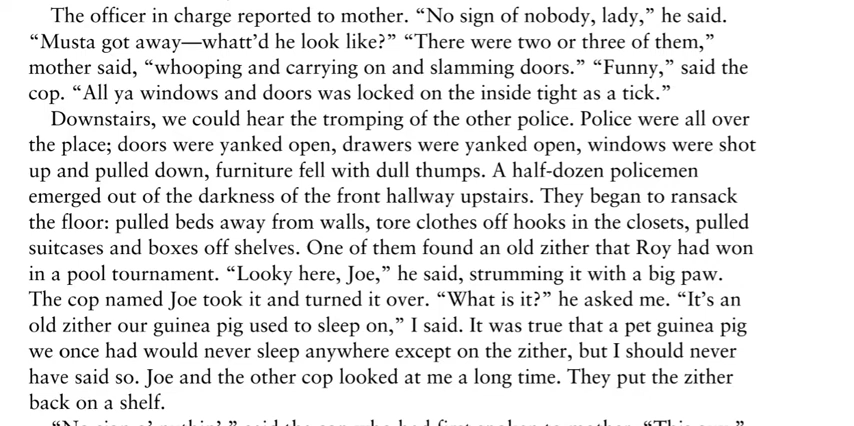 The officer in charge reported to mother. “No sign of nobody, lady,” he said.
“Musta got away—whatt’d he look like?” “There were two or three of them,”
mother said, “whooping and carrying on and slamming doors.” “Funny,” said the
cop. “All ya windows and doors was locked on the inside tight as a tick.”
Downstairs, we could hear the tromping of the other police. Police were all over
the place; doors were yanked open, drawers were yanked open, windows were shot
up and pulled down, furniture fell with dull thumps. A half-dozen policemen
emerged out of the darkness of the front hallway upstairs. They began to ransack
the floor: pulled beds away from walls, tore clothes off hooks in the closets, pulled
suitcases and boxes off shelves. One of them found an old zither that Roy had won
in a pool tournament. “Looky here, Joe,” he said, strumming it with a big paw.
The cop named Joe took it and turned it over. “What is it?” he asked me. “It’s an
old zither our guinea pig used to sleep on,” I said. It was true that a pet guinea pig
we once had would never sleep anywhere except on the zither, but I should never
have said so. Joe and the other cop looked at me a long time. They put the zither
back on a shelf.